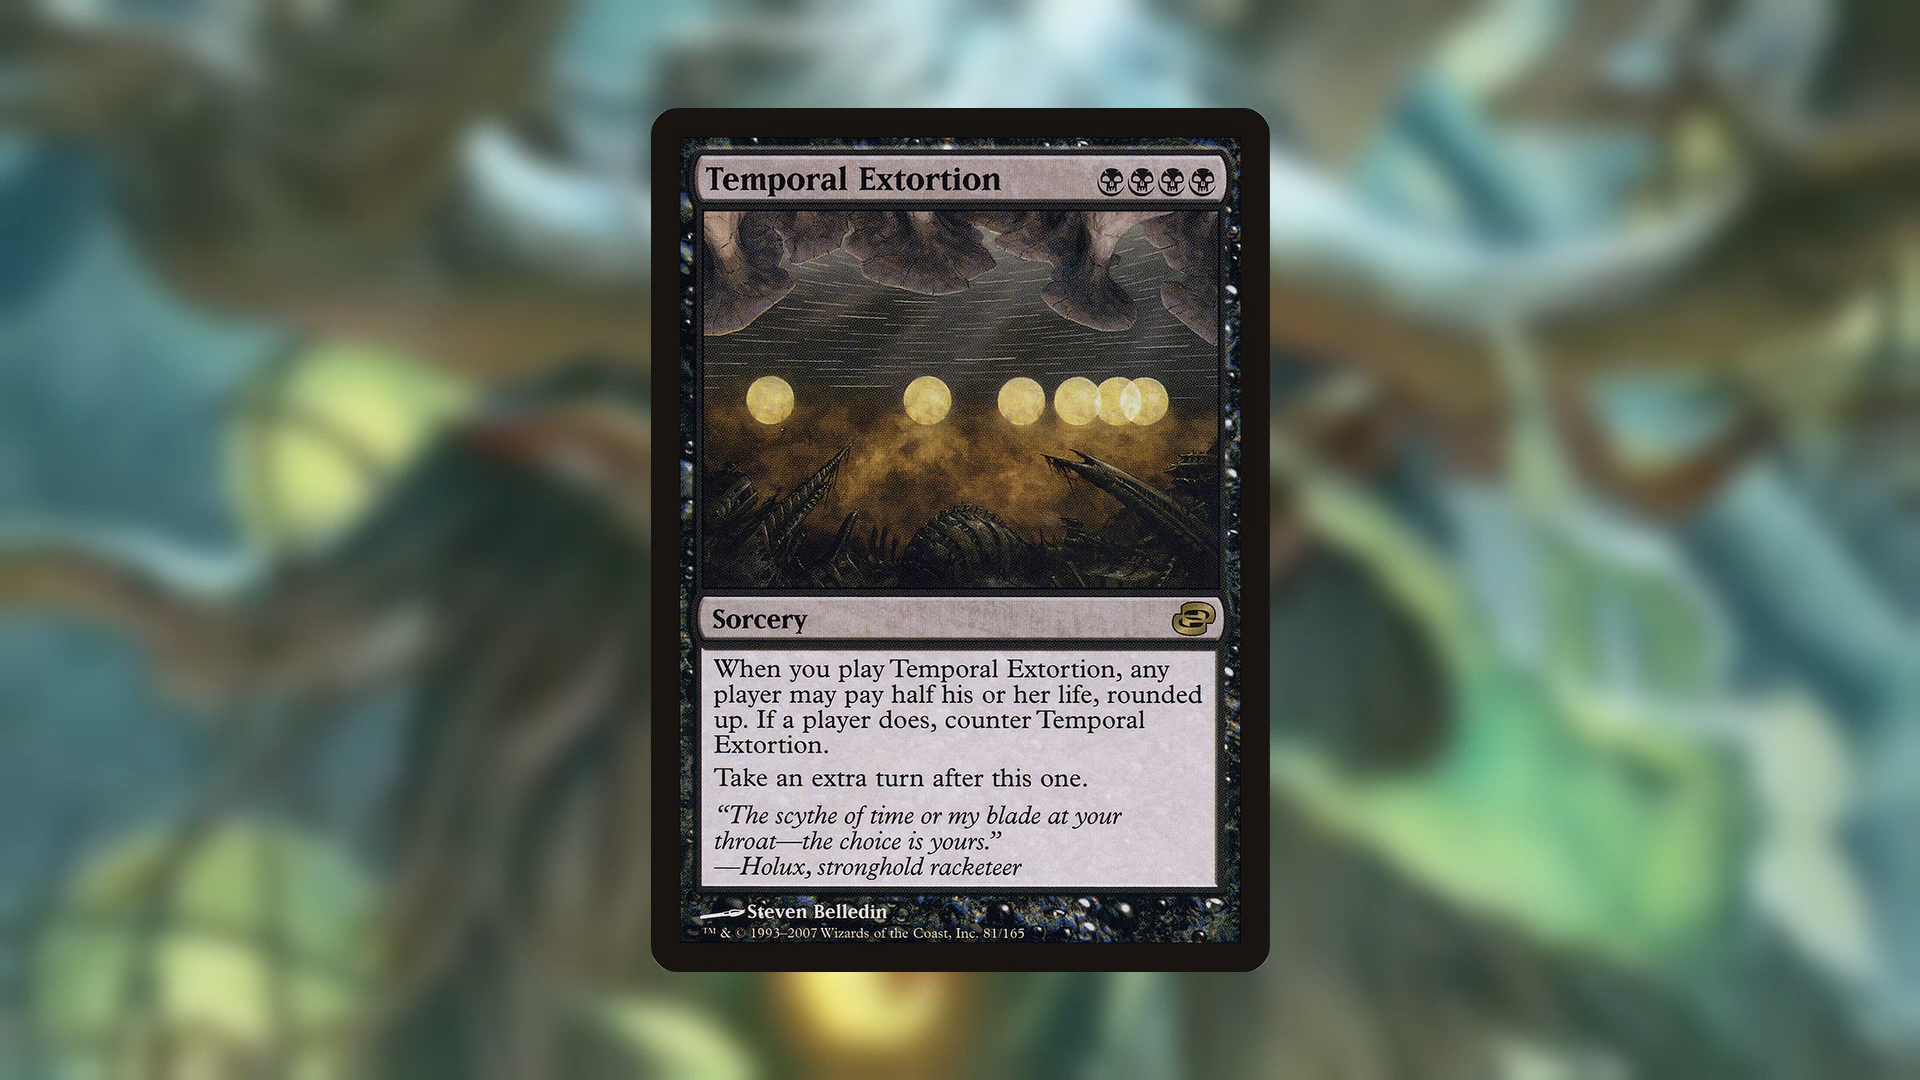 Temporal Extortion
Sorcery
When you play Temporal Extortion, any
player may pay half his or her life, rounded
up. If a player does, counter Temporal
Extortion.
Take an extra turn after this one.
“The scythe of time or my blade at your
throat—the choice is yours.”
—Holux, stronghold racketeer
Steven Belledin
™ & © 1993–2007 Wizards of the Coast, Inc. 81/165